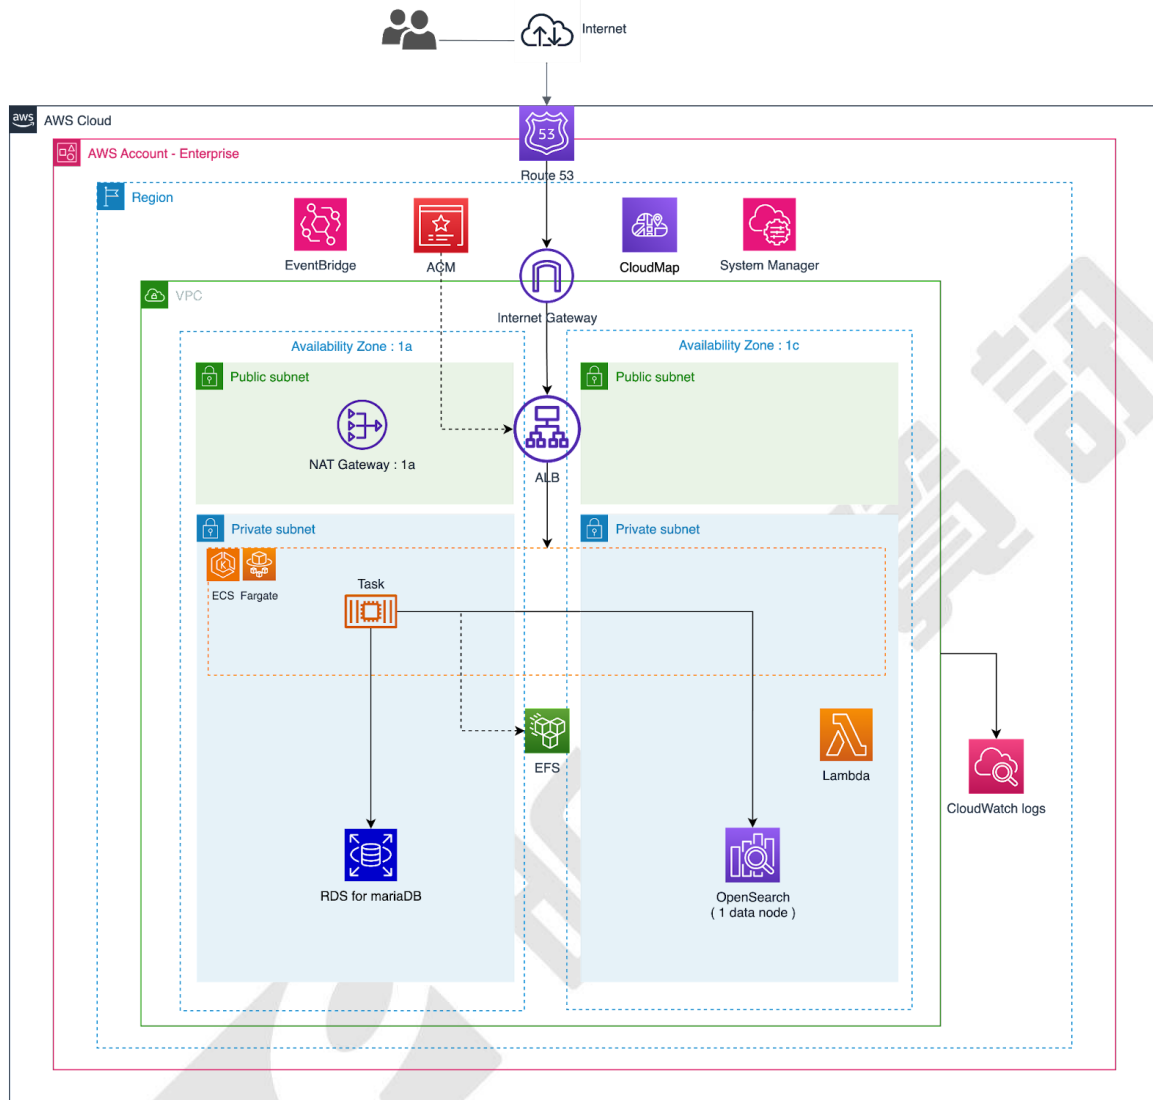 Internet
aws
AWS Cloud
53
Route 53
AWS Account - Enterprise
Region
EventBridge
ACM
CloudMap
System Manager
VPC
Internet Gateway
Availability Zone : 1a
Availability Zone : 1c
Public subnet
Public subnet
NAT Gateway : 1a
ALB
Private subnet
Private subnet
K
ECS Fargate
Task
EFS
Lambda
CloudWatch logs
RDS for mariaDB
OpenSearch
( 1 data node )
資訊